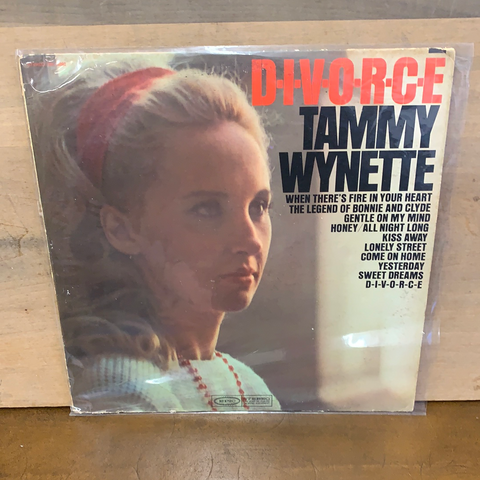 D-I-V-O-R-C-E
TAMMY
WYNETTE
WHEN THERE'S FIRE IN YOUR HEART
THE LEGEND OF BONNIE AND CLYDE
GENTLE ON MY MIND
HONEY/ALL NIGHT LONG
KISS AWAY
LONELY STREET
COME ON HOME
YESTERDAY
SWEET DREAMS
D-I-V-O-R-C-E
EPIC